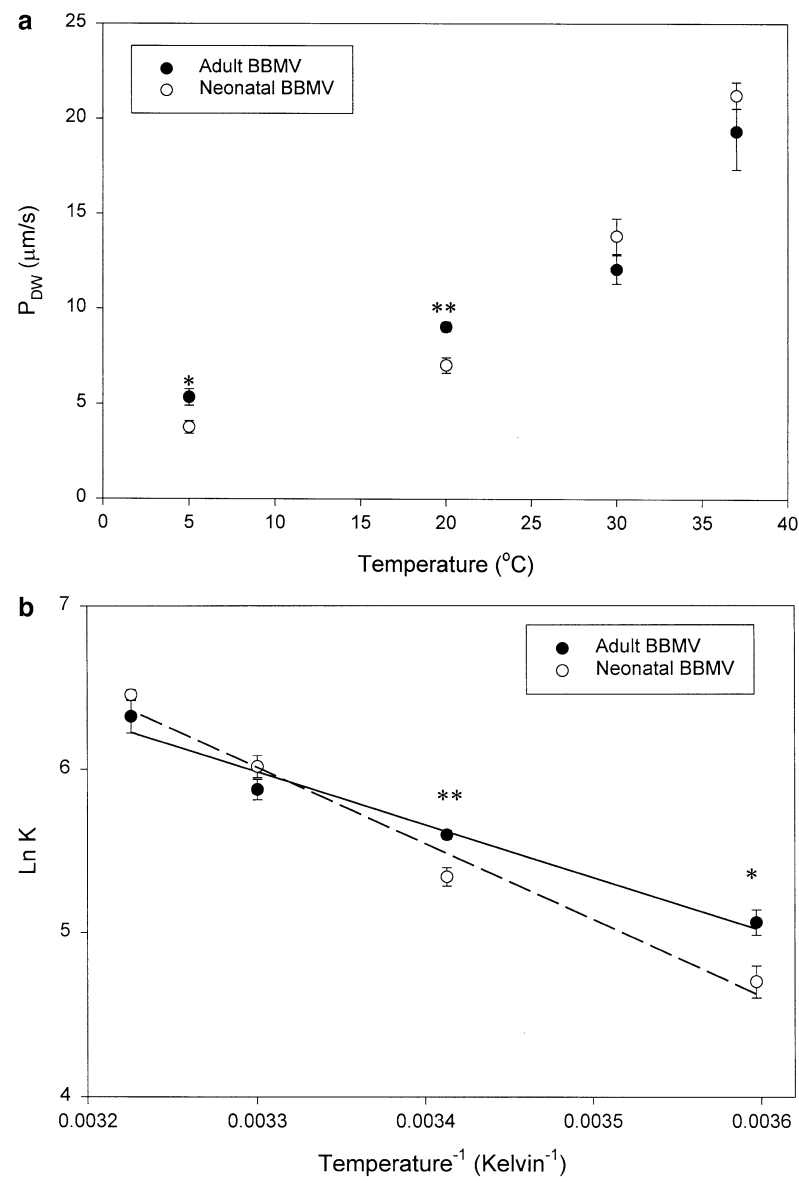 a
25
20
15
10
5
0
P_DW (μm/s)
Adult BBMV
Neonatal BBMV
*
**
0 5 10 15 20 25 30 35 40
Temperature (°C)
b
7
6
5
4
Ln K
Adult BBMV
Neonatal BBMV
**
*
0.0032 0.0033 0.0034 0.0035 0.0036
Temperature⁻¹ (Kelvin⁻¹)